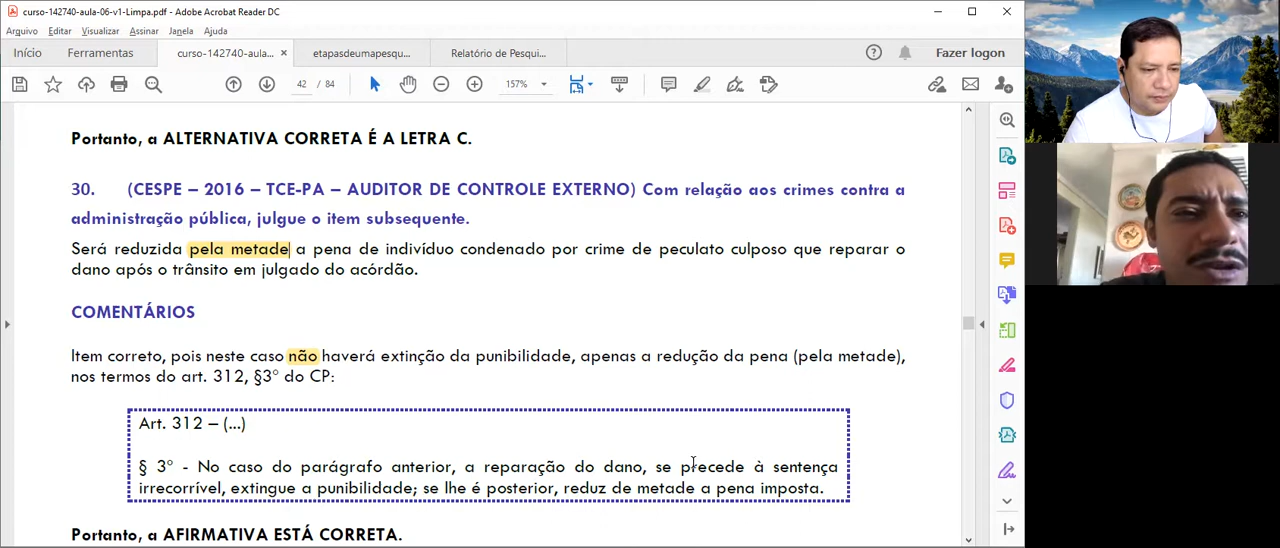 curso-142740-aula-06-v1-Limpa.pdf - Adobe Acrobat Reader DC
Arquivo Editar Visualizar Assinar Janela Ajuda
Início Ferramentas curso-142740-aula... × etapasdeumapesqu... Relatório de Pesqui... Fazer logon
42 / 84 157%
Portanto, a ALTERNATIVA CORRETA É A LETRA C.
30. (CESPE – 2016 – TCE-PA – AUDITOR DE CONTROLE EXTERNO) Com relação aos crimes contra a
administração pública, julgue o item subsequente.
Será reduzida pela metade a pena de indivíduo condenado por crime de peculato culposo que reparar o
dano após o trânsito em julgado do acórdão.
COMENTÁRIOS
Item correto, pois neste caso não haverá extinção da punibilidade, apenas a redução da pena (pela metade),
nos termos do art. 312, §3° do CP:
Art. 312 – (...)
§ 3° - No caso do parágrafo anterior, a reparação do dano, se precede à sentença
irrecorrível, extingue a punibilidade; se lhe é posterior, reduz de metade a pena imposta.
Portanto, a AFIRMATIVA ESTÁ CORRETA.